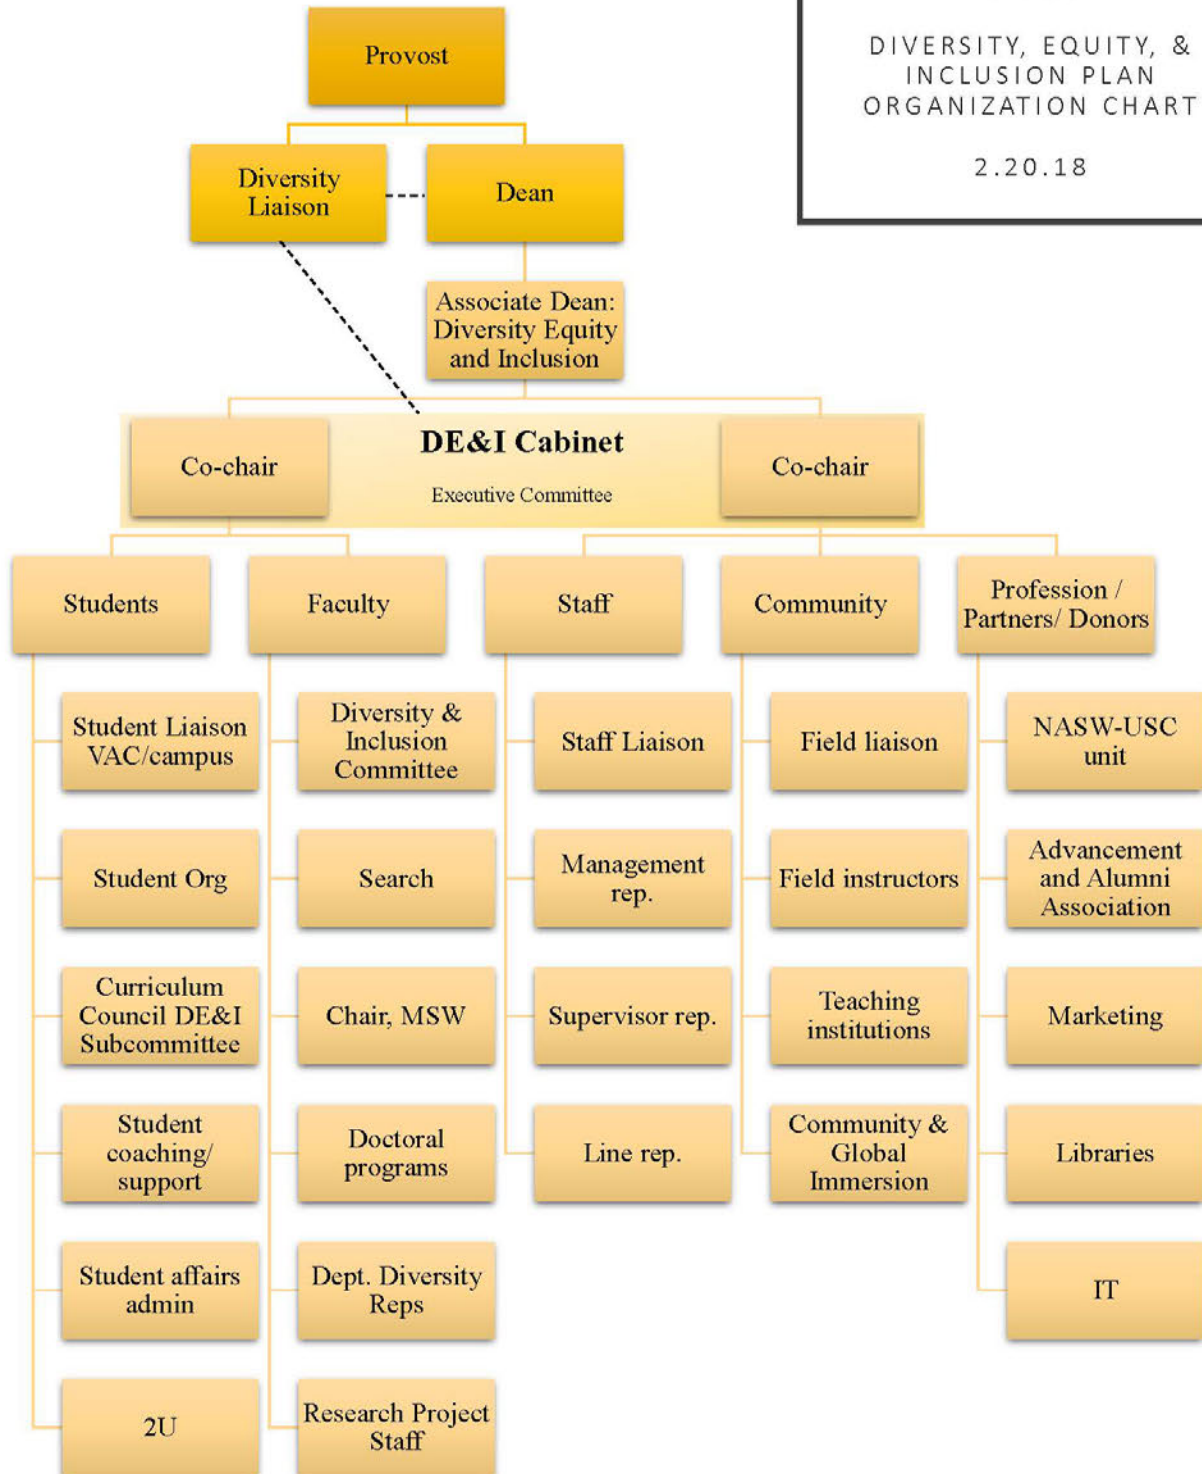 DIVERSITY, EQUITY, &
INCLUSION PLAN
ORGANIZATION CHART
2.20.18
Provost
Diversity
Liaison
Dean
Associate Dean:
Diversity Equity
and Inclusion
Co-chair
DE&I Cabinet
Executive Committee
Co-chair
Students
Faculty
Staff
Community
Profession /
Partners/ Donors
Student Liaison
VAC/campus
Diversity &
Inclusion
Committee
Staff Liaison
Field liaison
NASW-USC
unit
Student Org
Search
Management
rep.
Field instructors
Advancement
and Alumni
Association
Curriculum
Council DE&I
Subcommittee
Chair, MSW
Supervisor rep.
Teaching
institutions
Marketing
Student
coaching/
support
Doctoral
programs
Line rep.
Community &
Global
Immersion
Libraries
Student affairs
admin
Dept. Diversity
Reps
IT
2U
Research Project
Staff